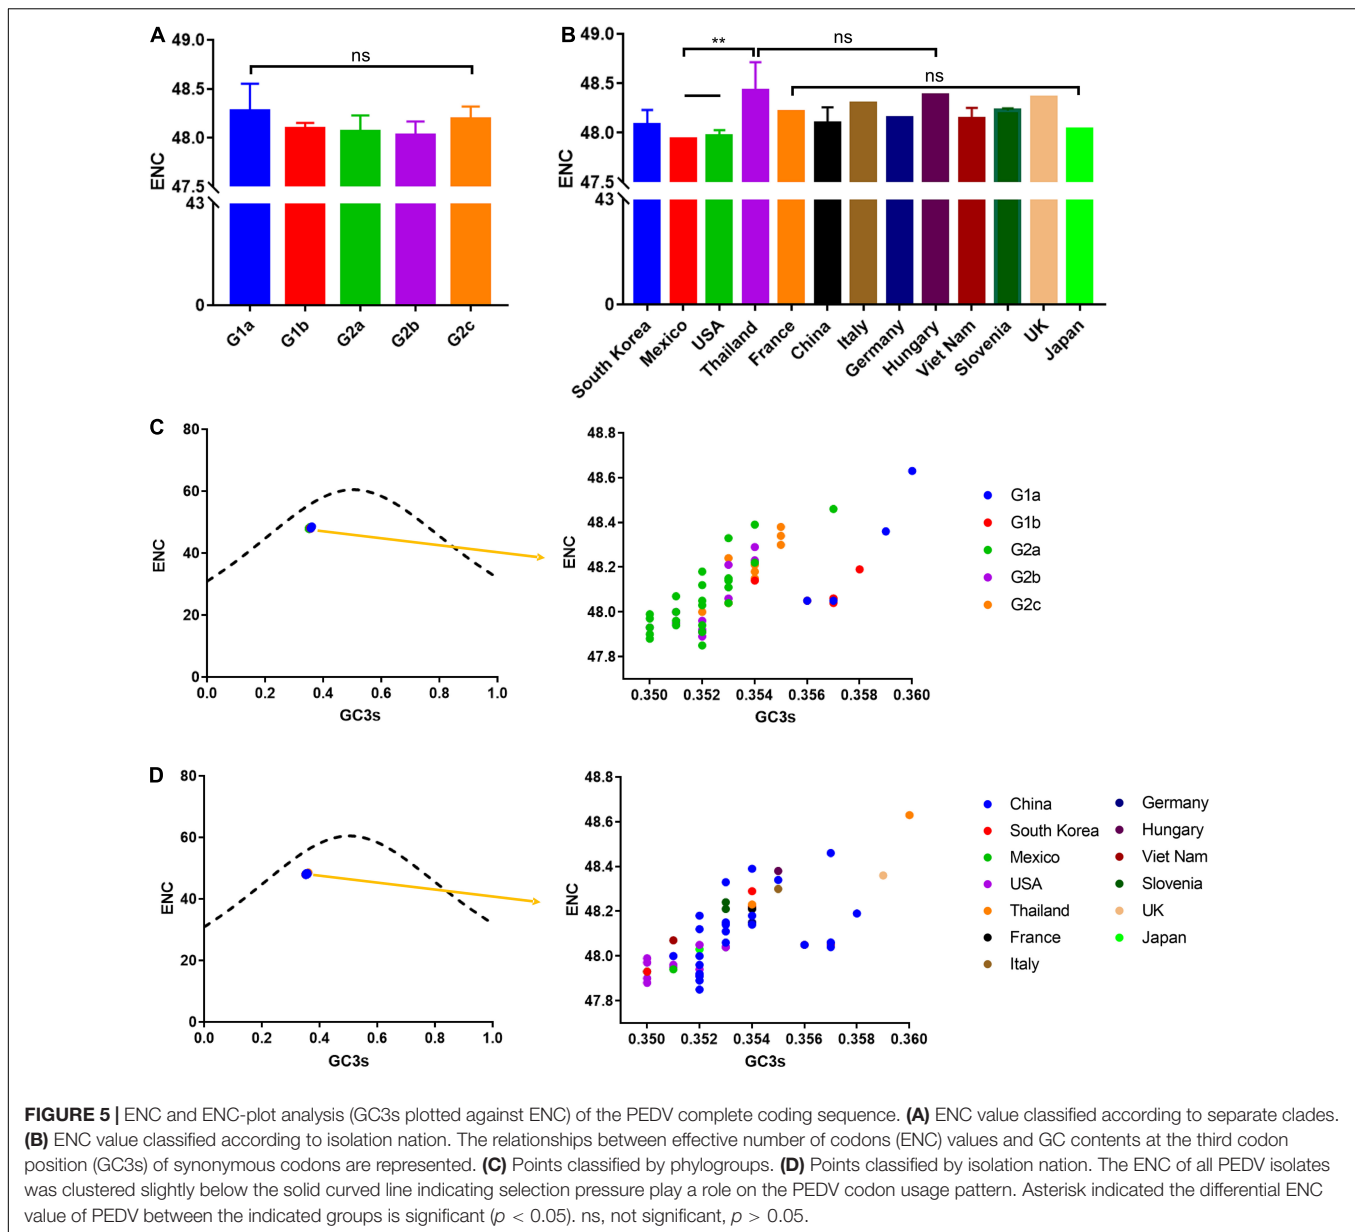 A
49.0
48.5
48.0
47.5
43
0
ENC
ns
G1a
G1b
G2a
G2b
G2c
B
49.0
48.5
48.0
47.5
43
0
ENC
**
ns
ns
South Korea
Mexico
USA
Thailand
France
China
Italy
Germany
Hungary
Viet Nam
Slovenia
UK
Japan
C
80
60
40
20
0
ENC
0.0 0.2 0.4 0.6 0.8 1.0
GC3s
48.8
48.6
48.4
48.2
48.0
47.8
ENC
0.350 0.352 0.354 0.356 0.358 0.360
GC3s
G1a
G1b
G2a
G2b
G2c
D
80
60
40
20
0
ENC
0.0 0.2 0.4 0.6 0.8 1.0
GC3s
48.8
48.6
48.4
48.2
48.0
47.8
ENC
0.350 0.352 0.354 0.356 0.358 0.360
GC3s
China
South Korea
Mexico
USA
Thailand
France
Italy
Germany
Hungary
Viet Nam
Slovenia
UK
Japan
FIGURE 5 | ENC and ENC-plot analysis (GC3s plotted against ENC) of the PEDV complete coding sequence. (A) ENC value classified according to separate clades.
(B) ENC value classified according to isolation nation. The relationships between effective number of codons (ENC) values and GC contents at the third codon
position (GC3s) of synonymous codons are represented. (C) Points classified by phylogroups. (D) Points classified by isolation nation. The ENC of all PEDV isolates
was clustered slightly below the solid curved line indicating selection pressure play a role on the PEDV codon usage pattern. Asterisk indicated the differential ENC
value of PEDV between the indicated groups is significant (p < 0.05). ns, not significant, p > 0.05.